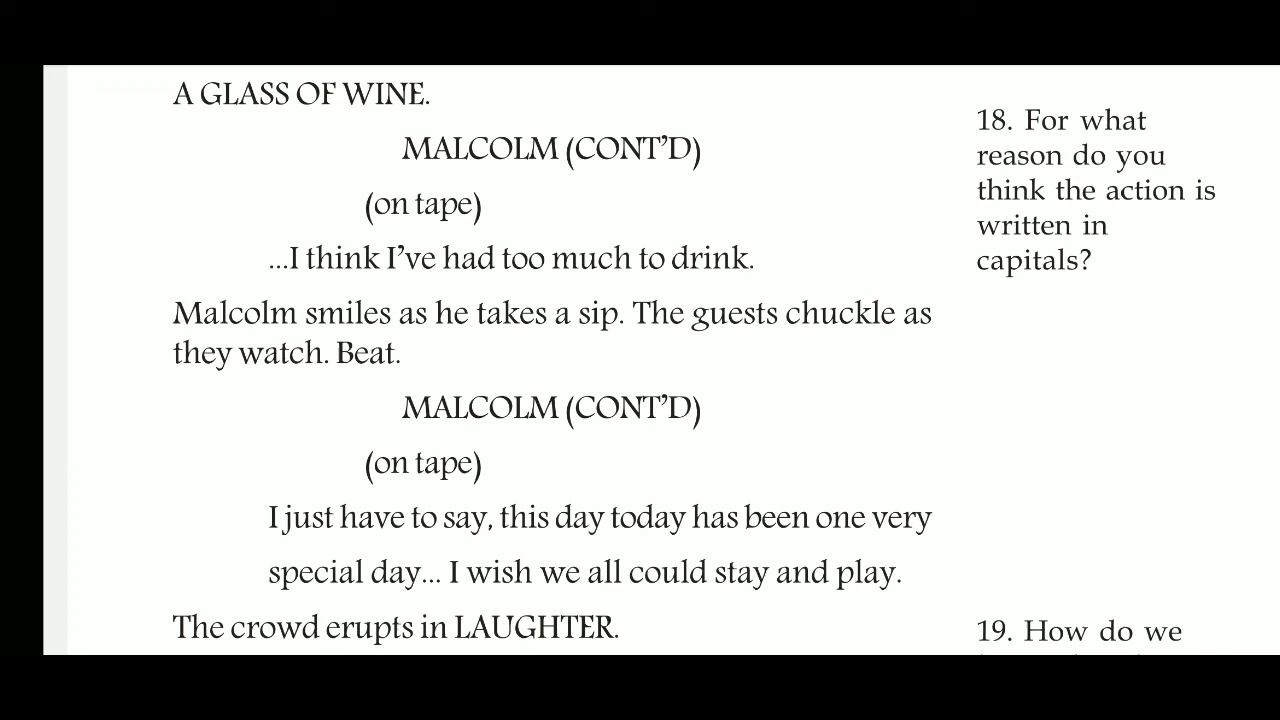 A GLASS OF WINE.
MALCOLM (CONT’D)
(on tape)
...I think I’ve had too much to drink.
Malcolm smiles as he takes a sip. The guests chuckle as
they watch. Beat.
MALCOLM (CONT’D)
(on tape)
I just have to say, this day today has been one very
special day... I wish we all could stay and play.
The crowd erupts in LAUGHTER.
18. For what
reason do you
think the action is
written in
capitals?
19. How do we